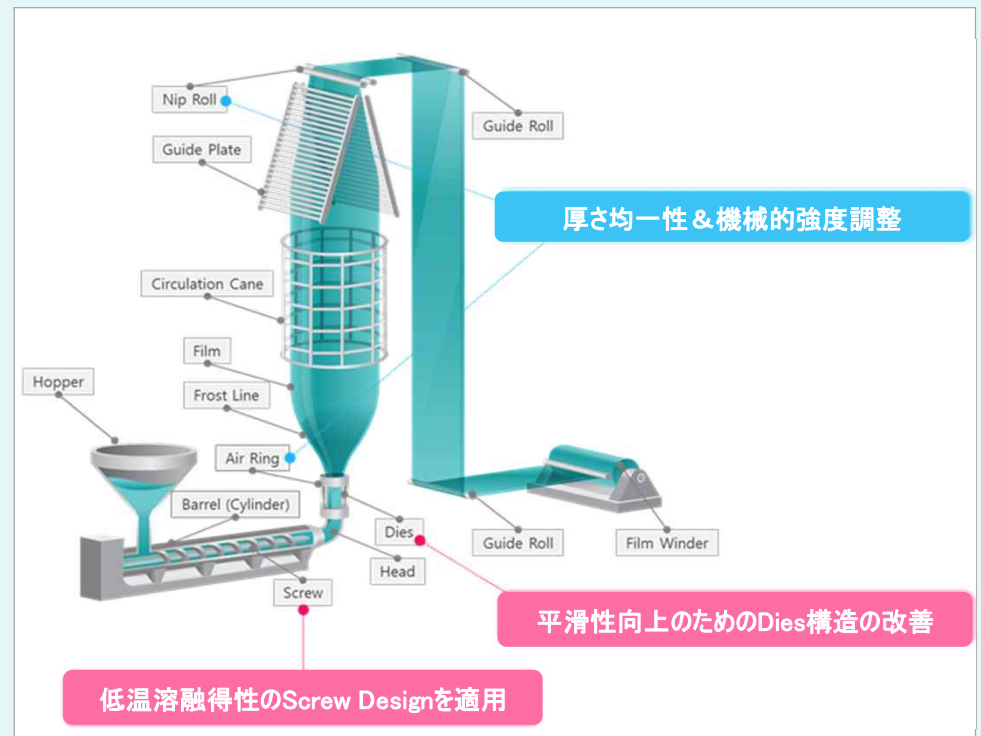 Nip Roll
Guide Roll
Guide Plate
厚さ均一性＆機械的強度調整
Circulation Cane
Film
Hopper
Frost Line
Air Ring
Barrel (Cylinder)
Dies
Guide Roll
Film Winder
Head
Screw
平滑性向上のためのDies構造の改善
低温溶融得性のScrew Designを適用